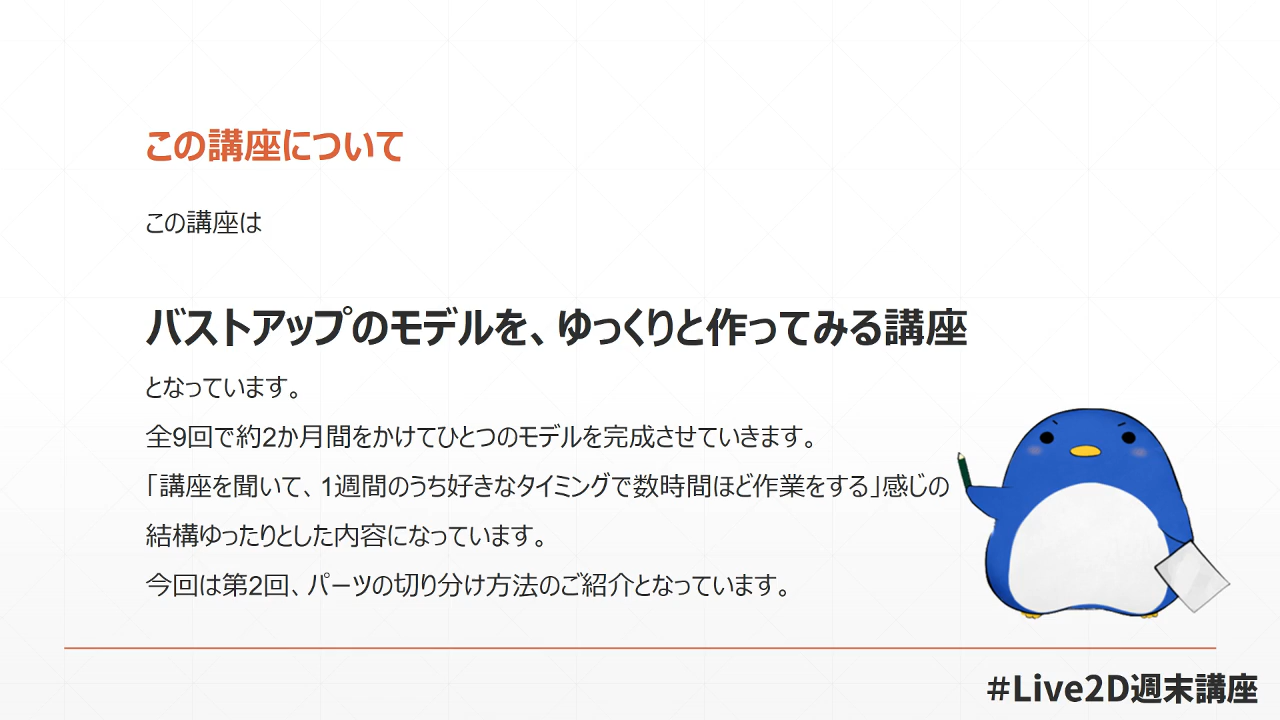 この講座について
この講座は
バストアップのモデルを、ゆっくりと作ってみる講座
となっています。
全9回で約2か月間をかけてひとつのモデルを完成させていきます。
「講座を聞いて、1週間のうち好きなタイミングで数時間ほど作業をする」感じの
結構ゆったりとした内容になっています。
今回は第2回、パーツの切り分け方法のご紹介となっています。
#Live2D週末講座